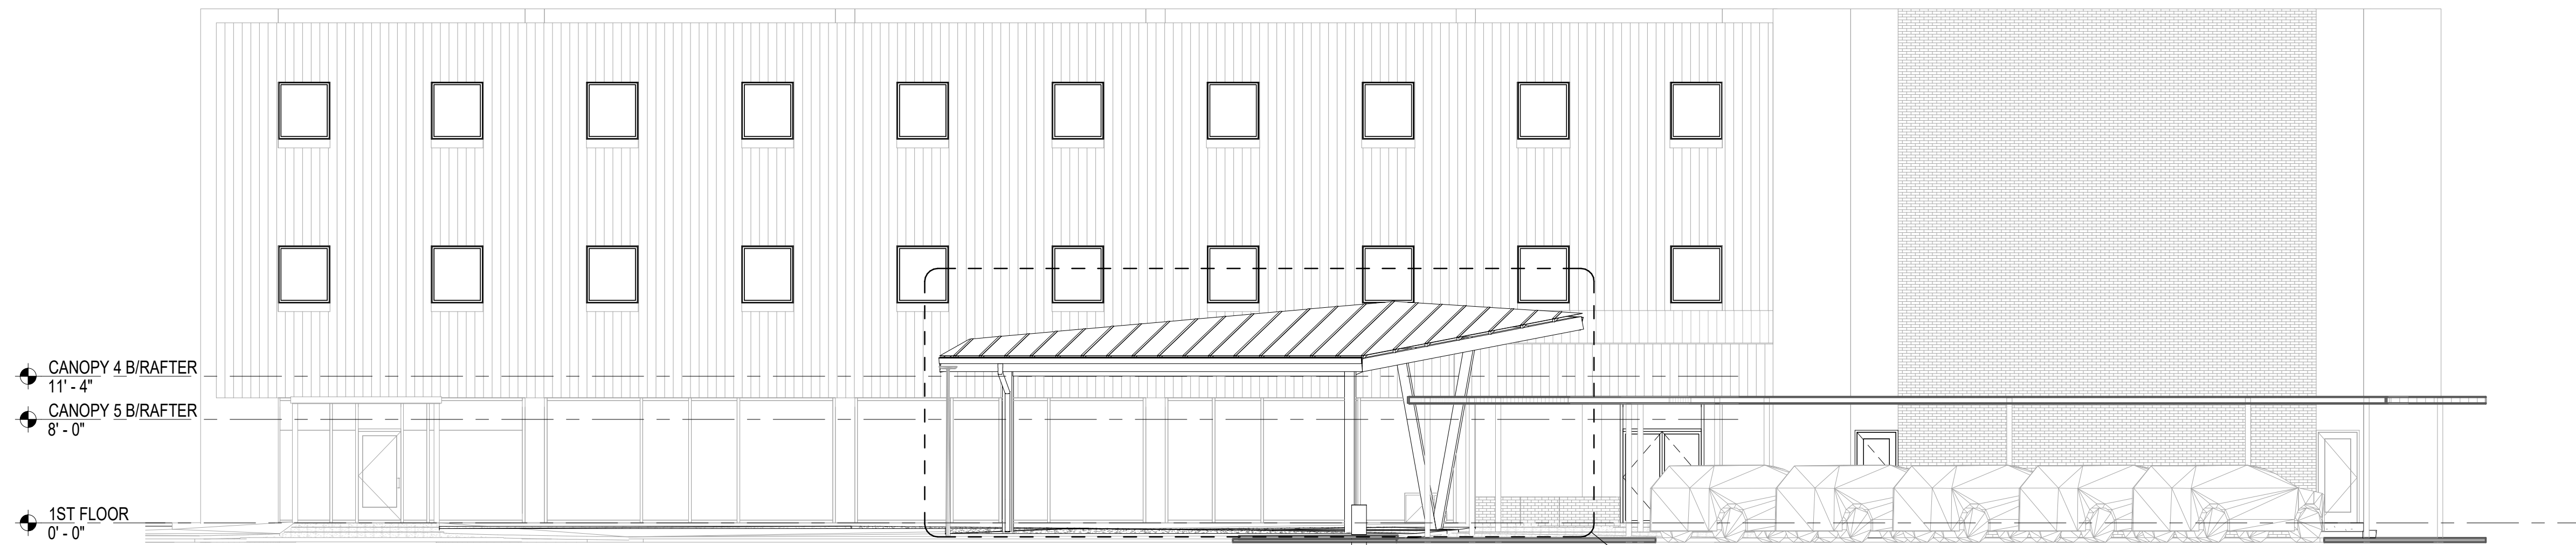 CANOPY 4 B/RAFTER
11' - 4"
CANOPY 5 B/RAFTER
8' - 0"
1ST FLOOR
0' - 0"